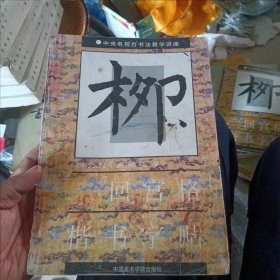 中央电视台书法教学讲座
柳
回宫格
楷书字帖
中国美术学院出版社